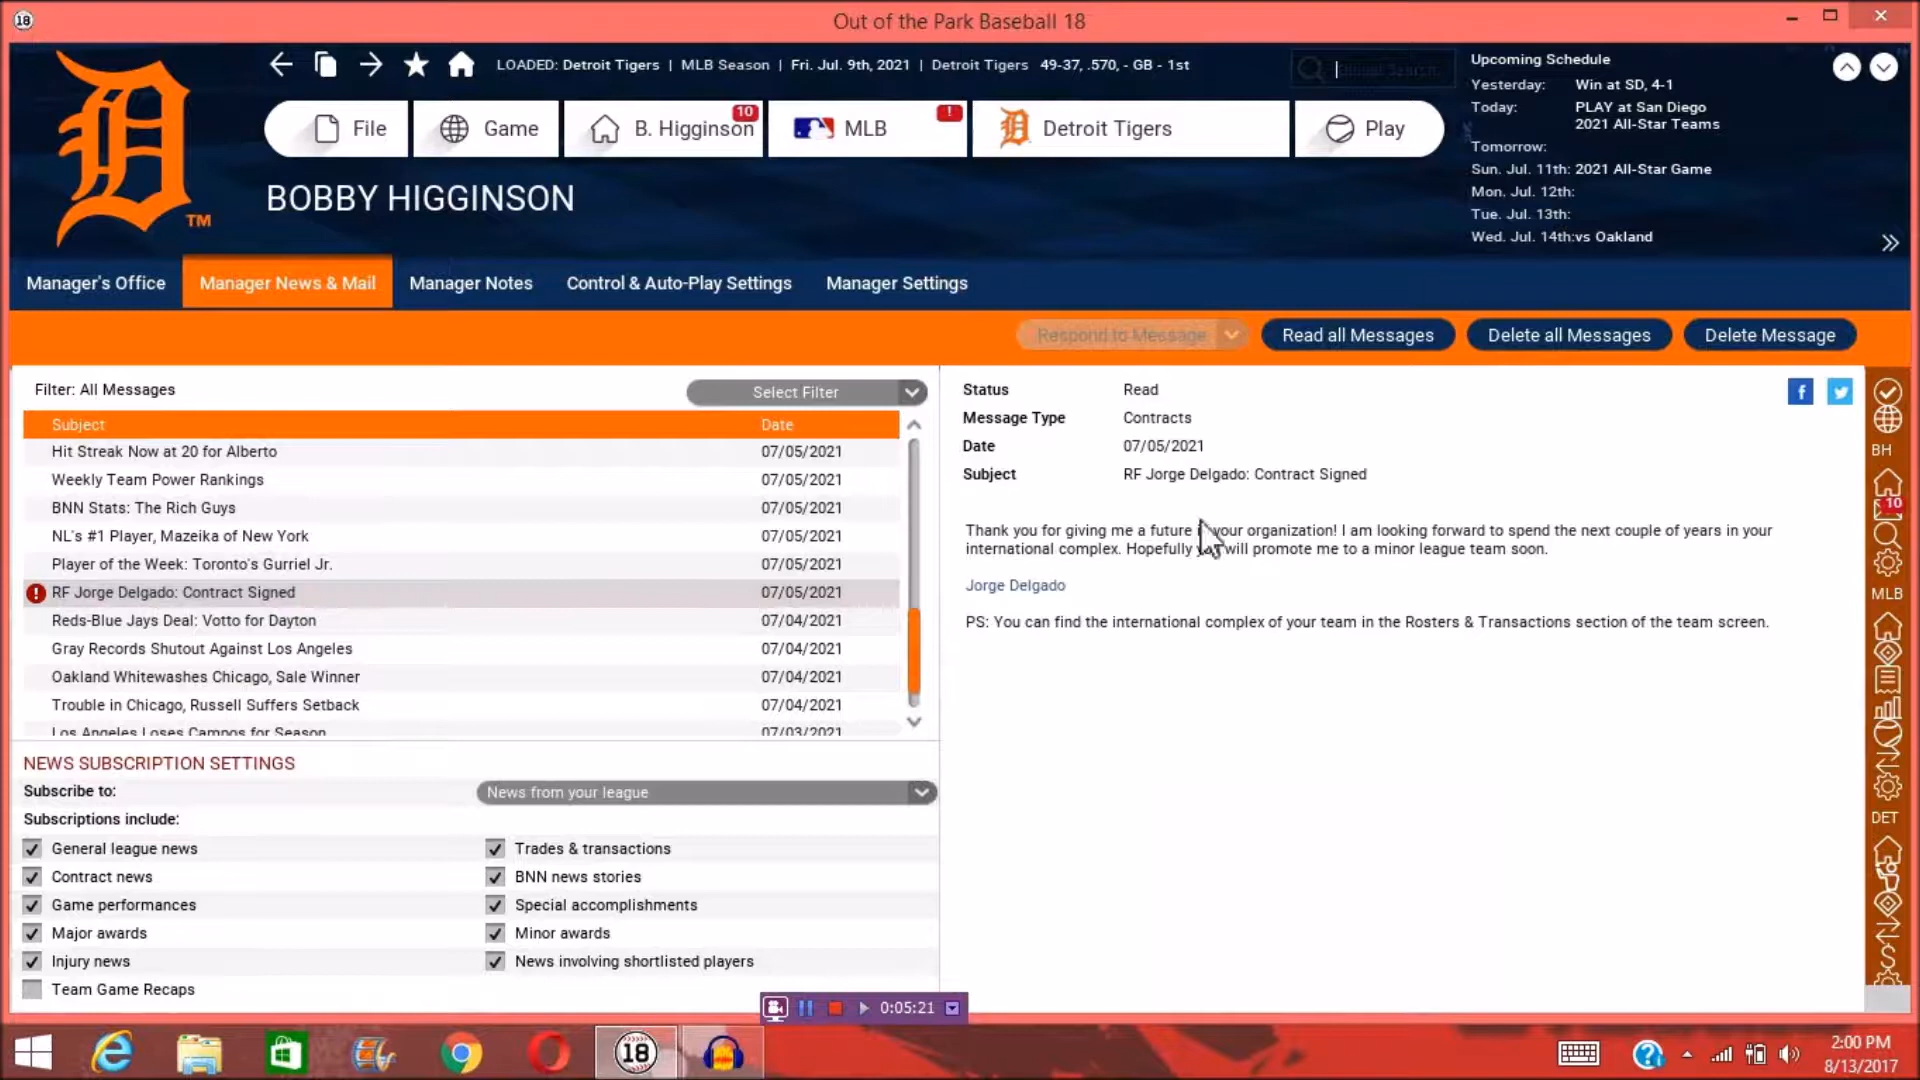 18
Out of the Park Baseball 18
LOADED: Detroit Tigers | MLB Season | Fri. Jul. 9th, 2021 | Detroit Tigers 49-37, .570, - GB - 1st
Upcoming Schedule
Yesterday: Win at SD, 4-1
Today: PLAY at San Diego
2021 All-Star Teams
Tomorrow:
Sun. Jul. 11th: 2021 All-Star Game
Mon. Jul. 12th:
Tue. Jul. 13th:
Wed. Jul. 14th: vs Oakland
TM
File
Game
B. Higginson
10
MLB
!
Detroit Tigers
Play
BOBBY HIGGINSON
Manager's Office
Manager News & Mail
Manager Notes
Control & Auto-Play Settings
Manager Settings
Respond to Message
Read all Messages
Delete all Messages
Delete Message
Filter: All Messages
Select Filter
Subject Date
Hit Streak Now at 20 for Alberto 07/05/2021
Weekly Team Power Rankings 07/05/2021
BNN Stats: The Rich Guys 07/05/2021
NL's #1 Player, Mazeika of New York 07/05/2021
Player of the Week: Toronto's Gurriel Jr. 07/05/2021
RF Jorge Delgado: Contract Signed 07/05/2021
Reds-Blue Jays Deal: Votto for Dayton 07/04/2021
Gray Records Shutout Against Los Angeles 07/04/2021
Oakland Whitewashes Chicago, Sale Winner 07/04/2021
Trouble in Chicago, Russell Suffers Setback 07/04/2021
Los Angeles Loses Campos for Season 07/03/2021
Status Read
Message Type Contracts
Date 07/05/2021
Subject RF Jorge Delgado: Contract Signed
Thank you for giving me a future your organization! I am looking forward to spend the next couple of years in your
international complex. Hopefully will promote me to a minor league team soon.
Jorge Delgado
PS: You can find the international complex of your team in the Rosters & Transactions section of the team screen.
BH
10
MLB
DET
NEWS SUBSCRIPTION SETTINGS
Subscribe to: News from your league
Subscriptions include:
General league news Trades & transactions
Contract news BNN news stories
Game performances Special accomplishments
Major awards Minor awards
Injury news News involving shortlisted players
Team Game Recaps
0:05:21
18
2:00 PM
8/13/2017